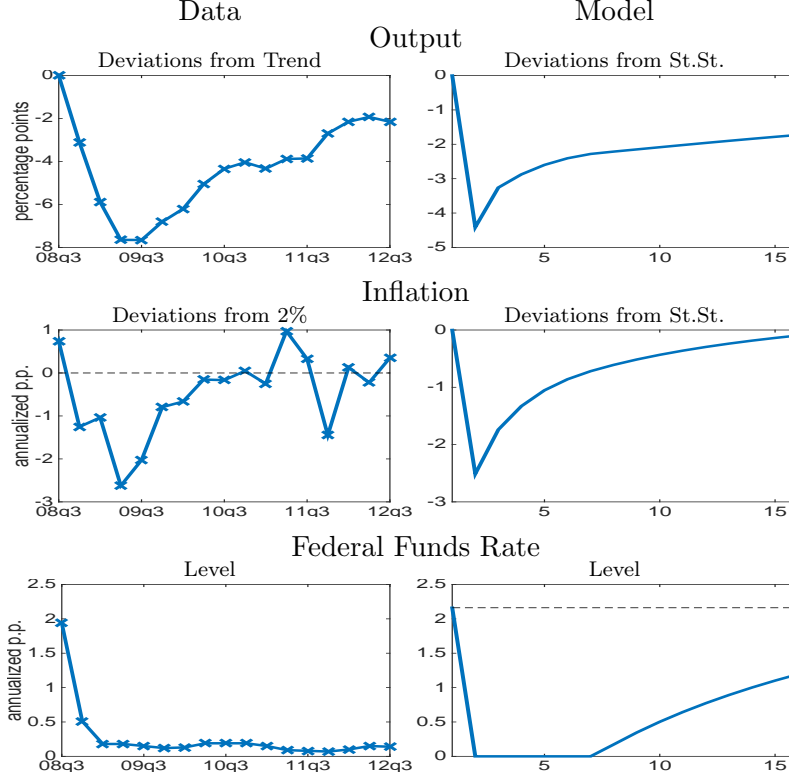 Data Model
Output
Deviations from Trend Deviations from St.St.
percentage points
0
-2
-4
-6
-8
08q3 09q3 10q3 11q3 12q3
0
-1
-2
-3
-4
-5
5 10 15
Inflation
Deviations from 2% Deviations from St.St.
annualized p.p.
1
0
-1
-2
-3
08q3 09q3 10q3 11q3 12q3
0
-1
-2
-3
5 10 15
Federal Funds Rate
Level Level
annualized p.p.
2.5
2
1.5
1
0.5
0
08q3 09q3 10q3 11q3 12q3
2.5
2
1.5
1
0.5
0
5 10 15